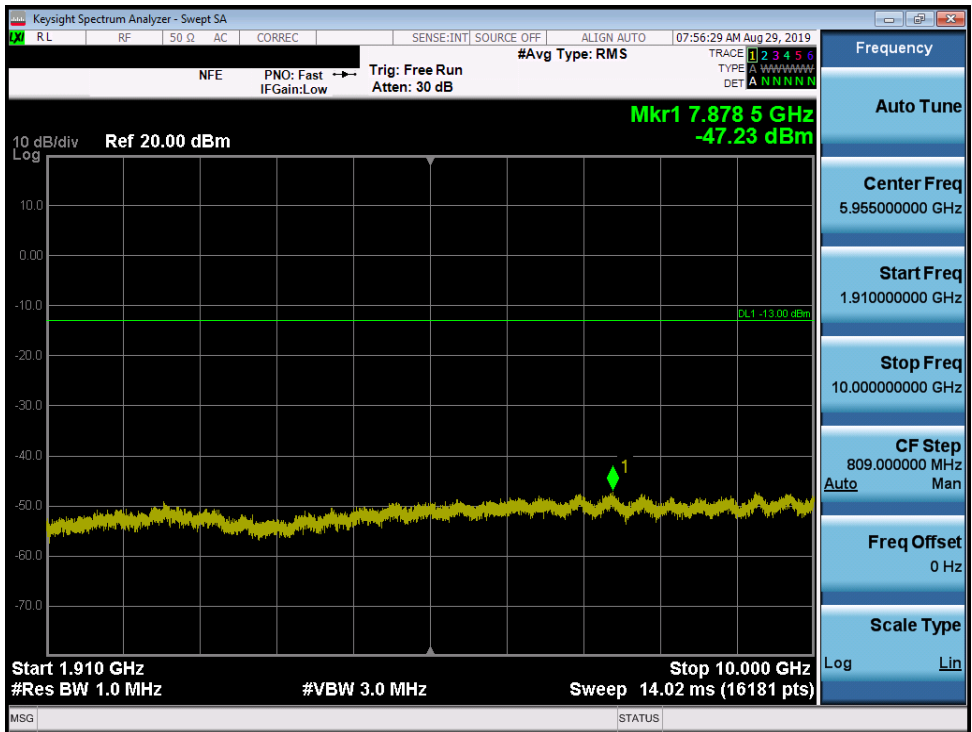 Keysight Spectrum Analyzer - Swept SA
LXI RL RF 50 Ω AC CORREC SENSE:INT SOURCE OFF ALIGN AUTO 07:56:29 AM Aug 29, 2019
#Avg Type: RMS
TRACE 1 2 3 4 5 6
TYPE A WWWWW
DET A N N N N N
NFE
PNO: Fast
IFGain:Low
Trig: Free Run
Atten: 30 dB
Mkr1 7.878 5 GHz
-47.23 dBm
10 dB/div
Log
Ref 20.00 dBm
10.0
0.00
-10.0
DL1 -13.00 dBm
-20.0
-30.0
-40.0
1
-50.0
-60.0
-70.0
Start 1.910 GHz
Stop 10.000 GHz
#Res BW 1.0 MHz
#VBW 3.0 MHz
Sweep 14.02 ms (16181 pts)
MSG
STATUS
Frequency
Auto Tune
Center Freq
5.955000000 GHz
Start Freq
1.910000000 GHz
Stop Freq
10.000000000 GHz
CF Step
809.000000 MHz
Auto Man
Freq Offset
0 Hz
Scale Type
Log Lin